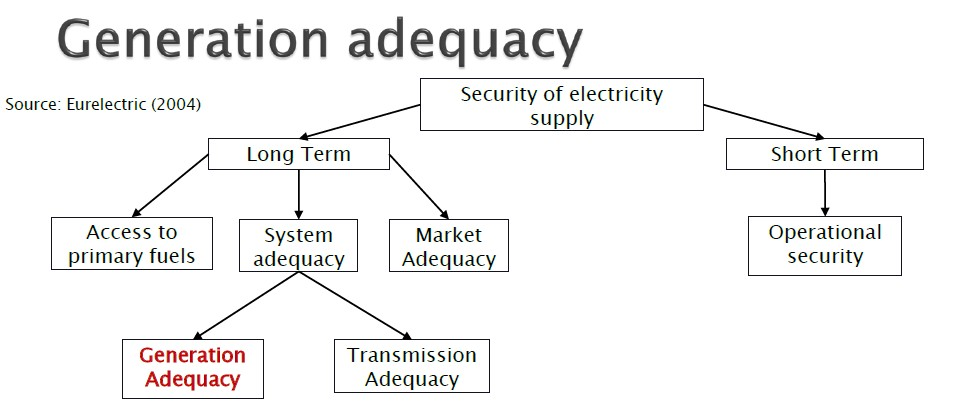 Generation adequacy
Source: Eurelectric (2004)
Security of electricity
supply
Long Term
Short Term
Access to
primary fuels
System
adequacy
Market
Adequacy
Operational
security
Generation
Adequacy
Transmission
Adequacy